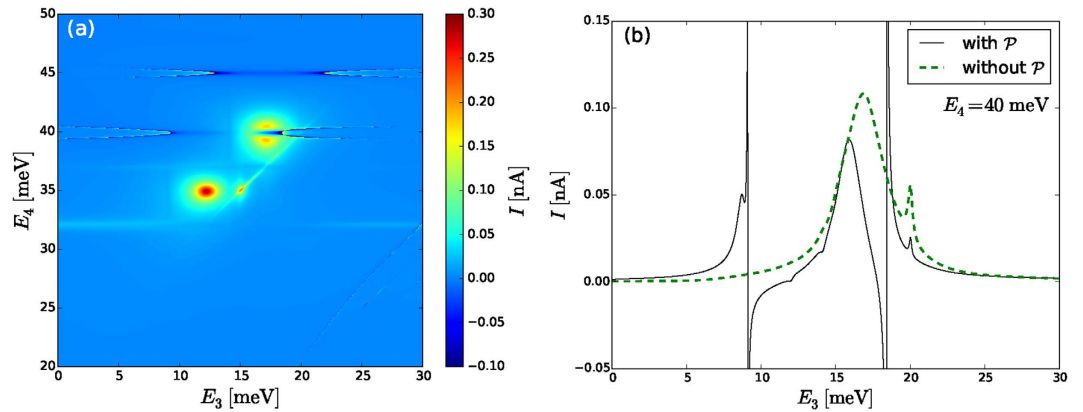 (a)
50
45
40
35
30
25
20
E4 [meV]
0 5 10 15 20 25 30
E3 [meV]
0.30
0.25
0.20
0.15
0.10
0.05
0.00
−0.05
−0.10
I [nA]
(b)
0.15
0.10
0.05
0.00
−0.05
I [nA]
with 𝒫
without 𝒫
E4=40 meV
0 5 10 15 20 25 30
E3 [meV]